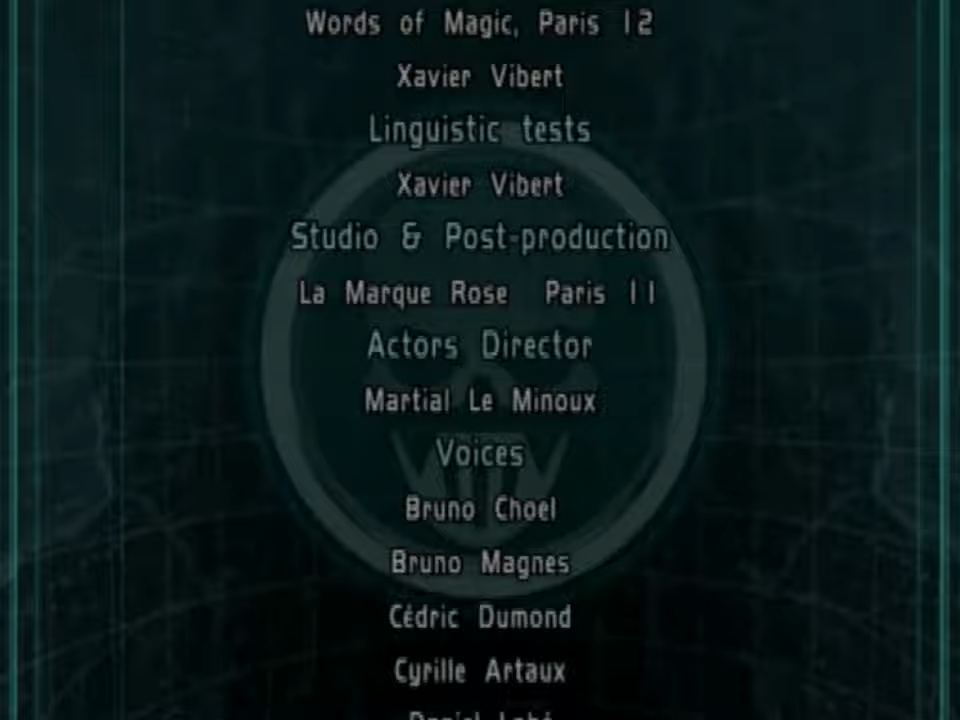 Words of Magic, Paris 12
Xavier Vibert
Linguistic tests
Xavier Vibert
Studio & Post-production
La Marque Rose Paris 11
Actors Director
Martial Le Minoux
Voices
Bruno Choel
Bruno Magnes
Cédric Dumond
Cyrille Artaux